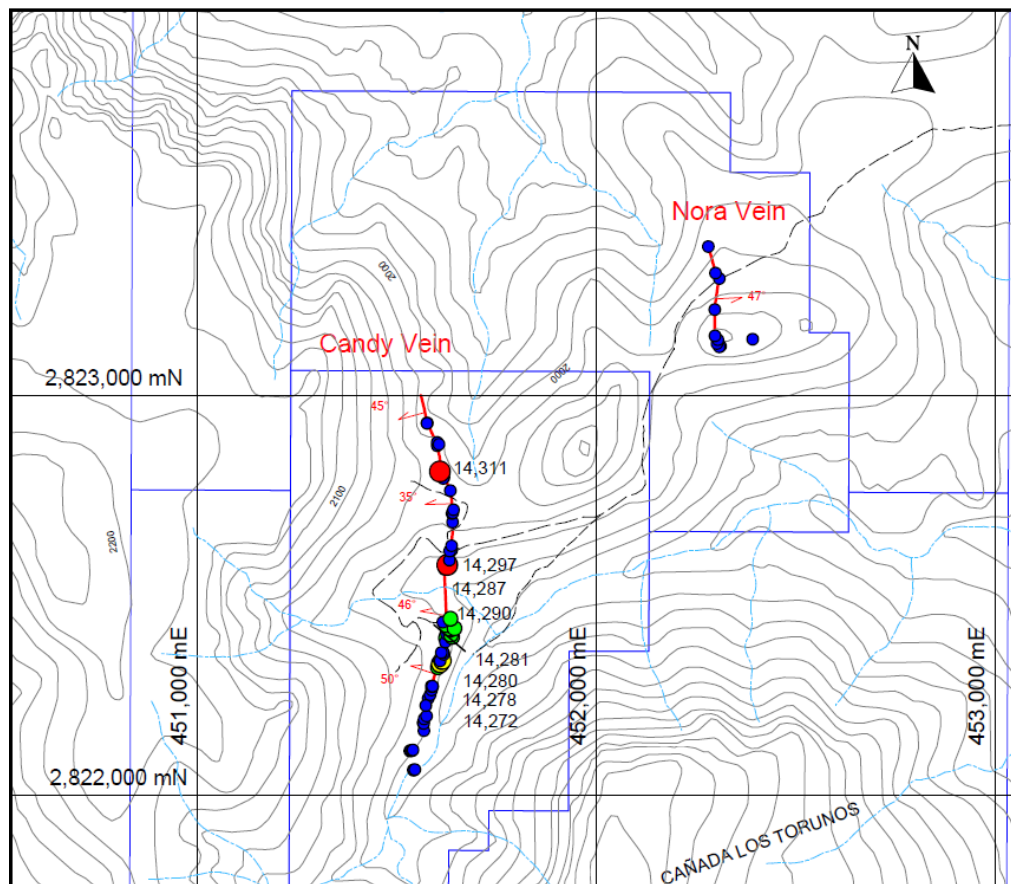 N
Nora Vein
2000
47°
Candy Vein
2000
2,823,000 mN
45°
14,311
2100
35°
2200
14,297
14,287
46°
14,290
14,281
50°
14,280
14,278
14,272
451,000 mE
452,000 mE
453,000 mE
2,822,000 mN
CAÑADA LOS TORUNOS